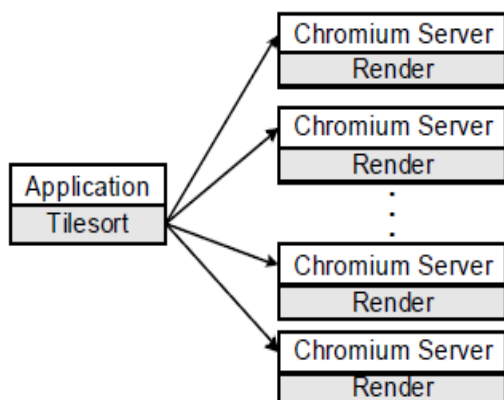 Chromium Server
Render
Chromium Server
Render
Application
Tilesort
Chromium Server
Render
Chromium Server
Render